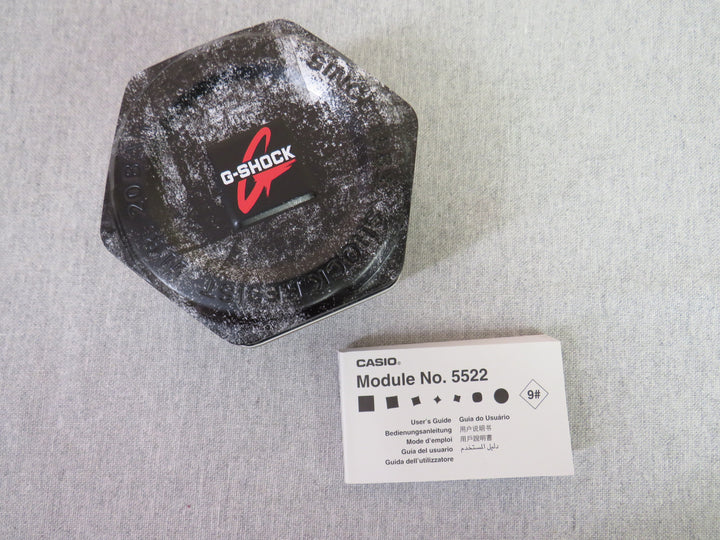 G-SHOCK
CASIO®
Module No. 5522
9#
User's Guide
Bedienungsanleitung
Mode d'emploi
Guia del usuario
Guida dell'utilizzatore
Guia do Usuário
用户说明书
用戶說明書
دليل المستخدم